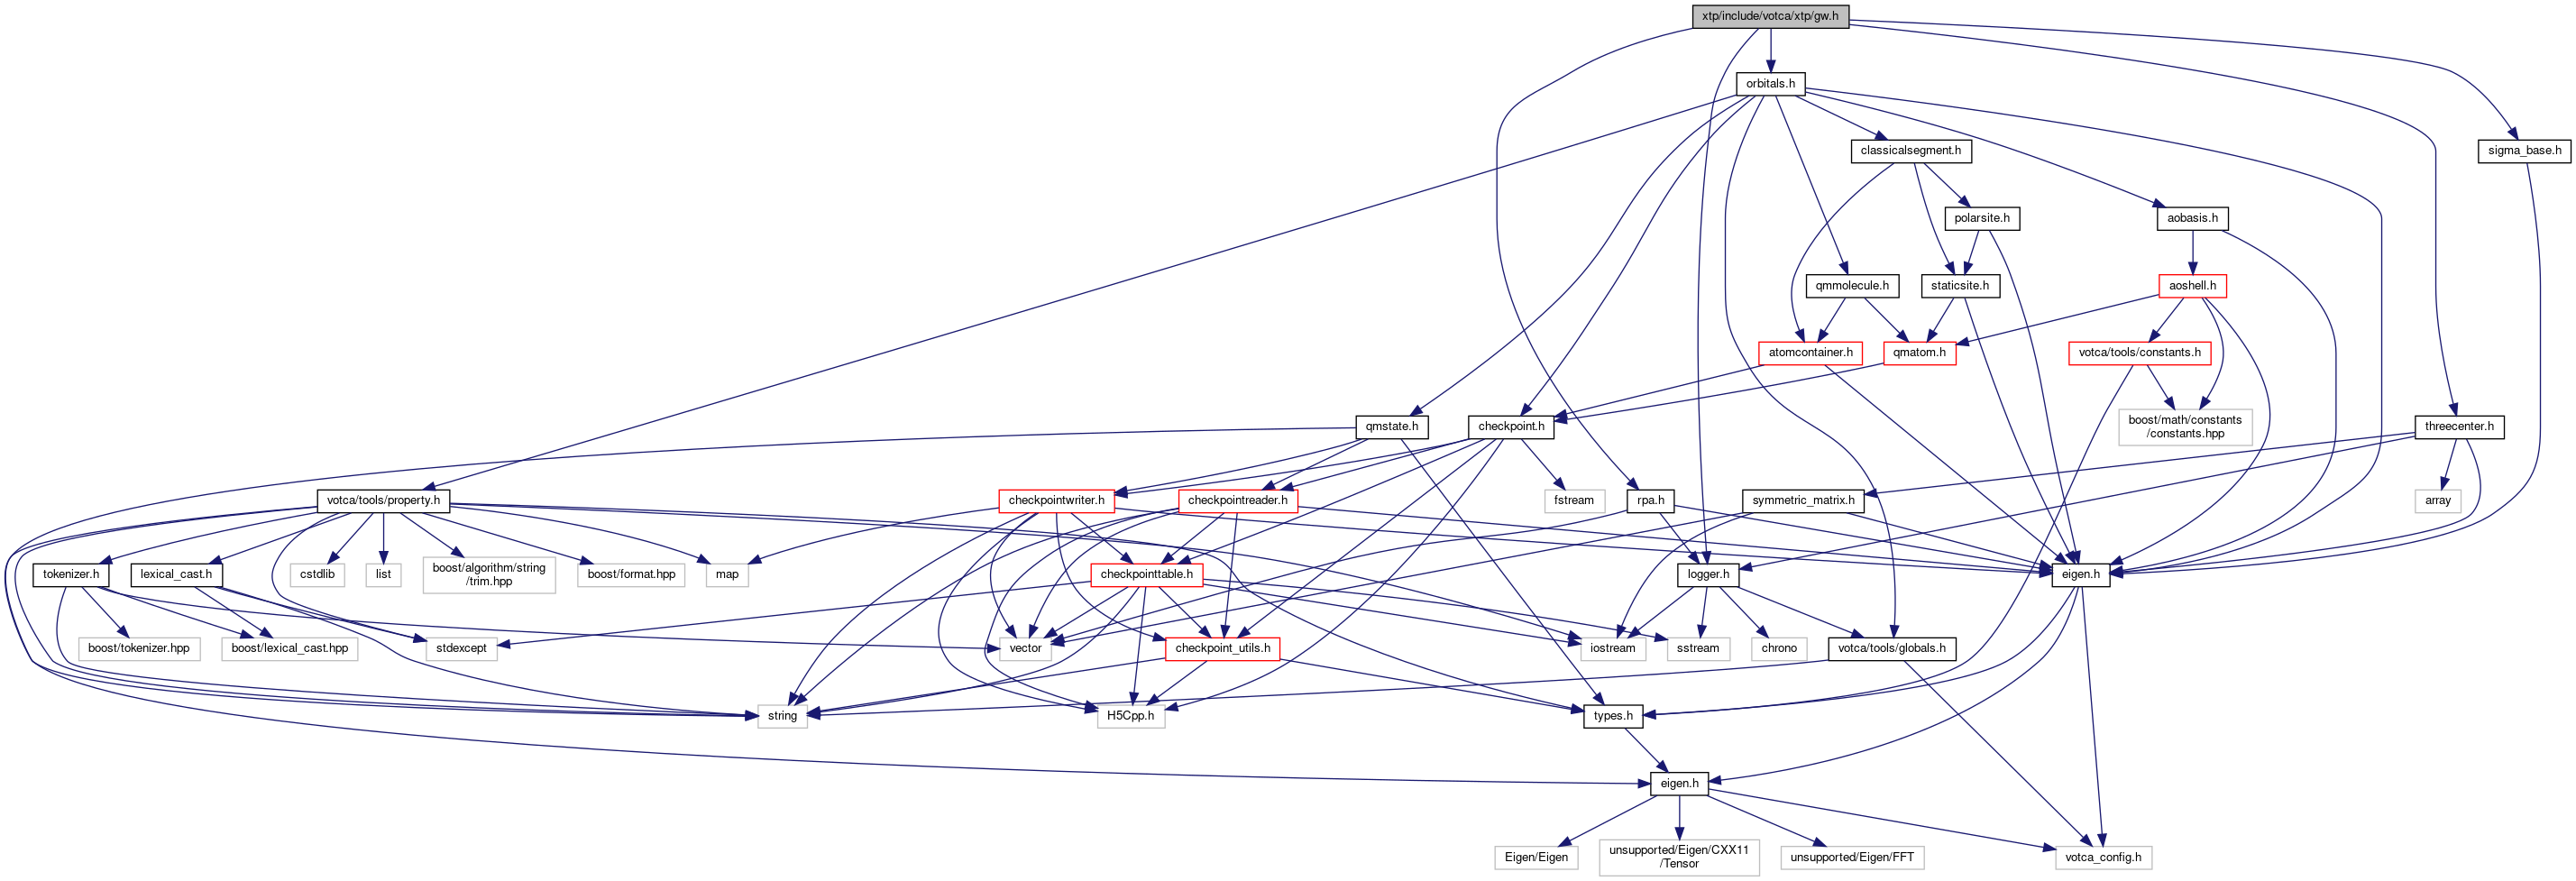 xtp/include/votca/xtp/gw.h
orbitals.h
classicalsegment.h
sigma_base.h
polarsite.h
aobasis.h
qmmolecule.h
staticsite.h
aoshell.h
atomcontainer.h
qmatom.h
votca/tools/constants.h
qmstate.h
checkpoint.h
boost/math/constants
/constants.hpp
threecenter.h
votca/tools/property.h
checkpointwriter.h
checkpointreader.h
fstream
rpa.h
symmetric_matrix.h
array
tokenizer.h
lexical_cast.h
cstdlib
list
boost/algorithm/string
/trim.hpp
boost/format.hpp
map
checkpointtable.h
logger.h
eigen.h
boost/tokenizer.hpp
boost/lexical_cast.hpp
stdexcept
vector
checkpoint_utils.h
iostream
sstream
chrono
votca/tools/globals.h
string
H5Cpp.h
types.h
eigen.h
Eigen/Eigen
unsupported/Eigen/CXX11
/Tensor
unsupported/Eigen/FFT
votca_config.h